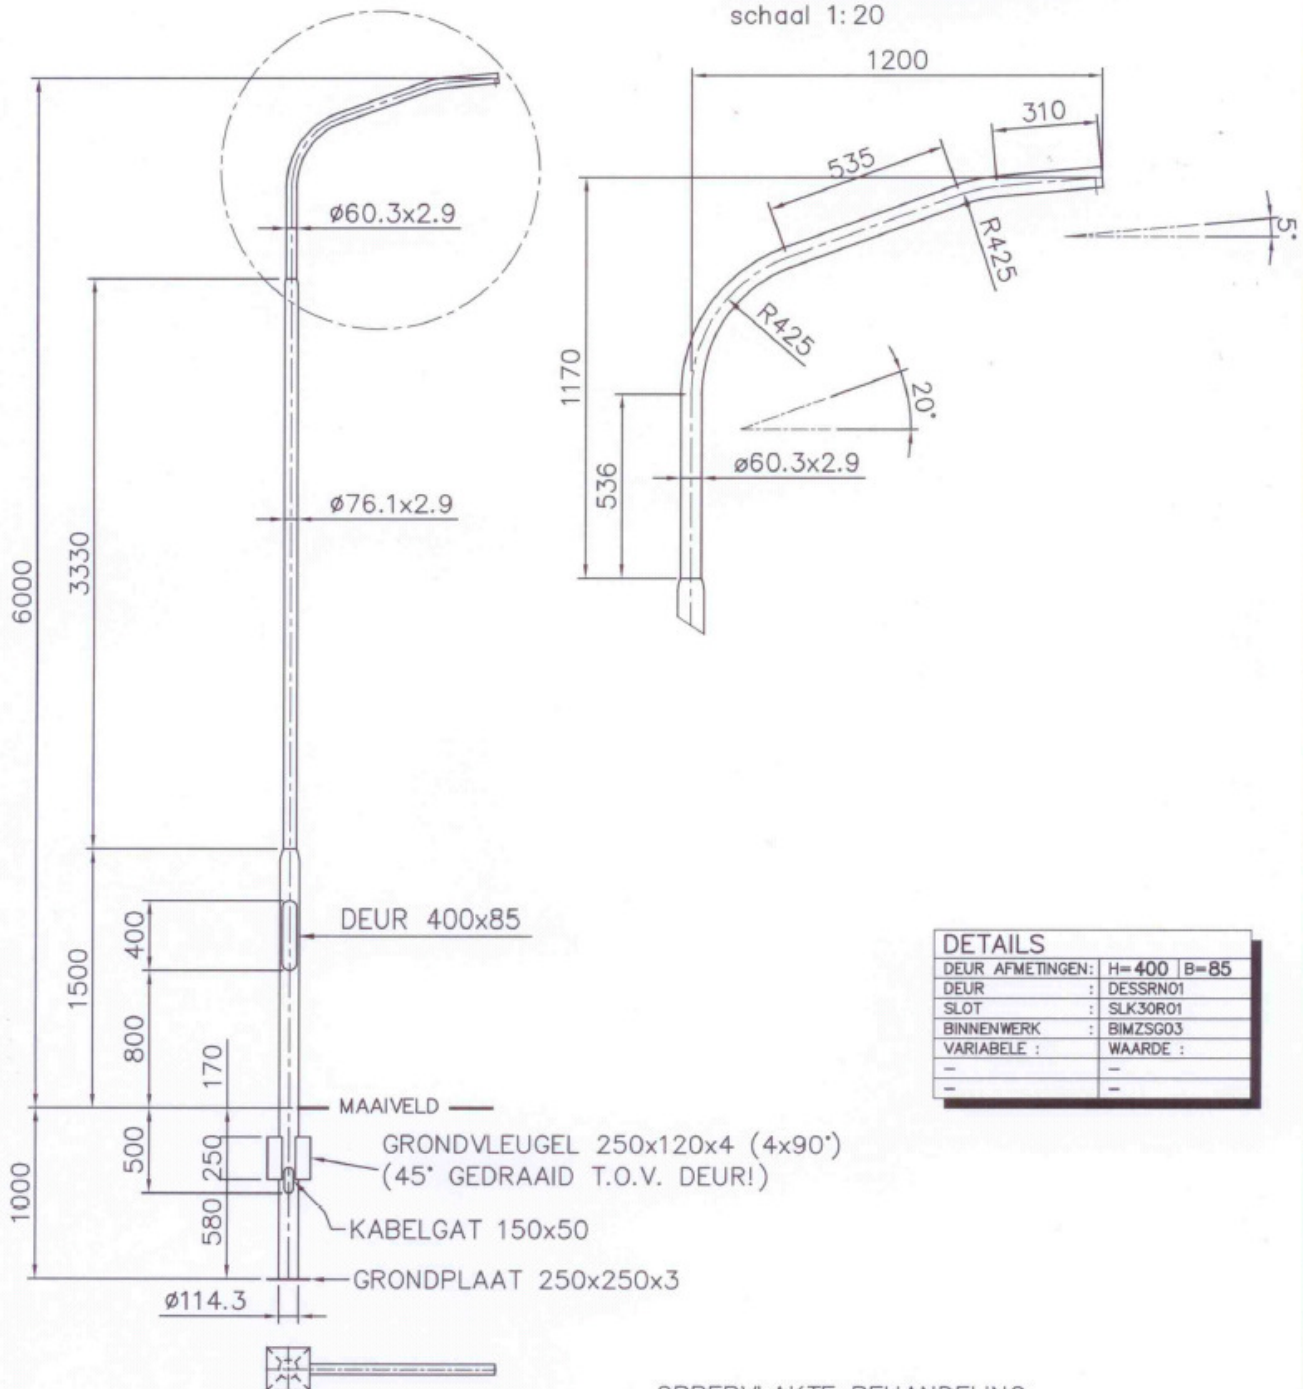 schaal 1:20
1200
310
535
ø60.3x2.9
R425
5°
R425
1170
20°
536
ø60.3x2.9
ø76.1x2.9
6000
3330
DEUR 400x85
400
1500
800
170
MAAIVELD
500
250
GRONDVLEUGEL 250x120x4 (4x90°)
(45° GEDRAAID T.O.V. DEUR!)
1000
580
KABELGAT 150x50
GRONDPLAAT 250x250x3
ø114.3
DETAILS
DEUR AFMETINGEN: H=400 B=85
DEUR : DESSRN01
SLOT : SLK30R01
BINNENWERK : BIMZSG03
VARIABELE : WAARDE :
– –
– –
OPPERVLAKTE BEHANDELING